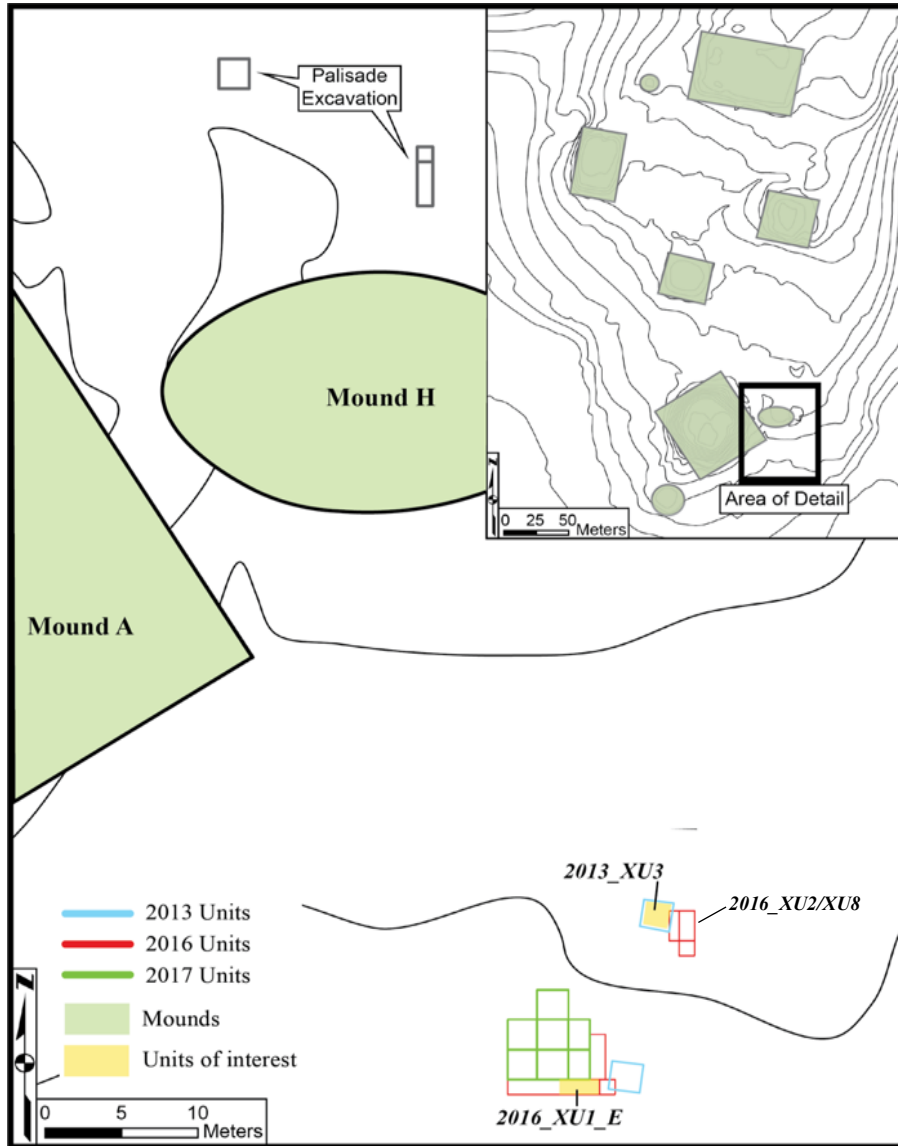 Palisade
Excavation
Mound H
Mound A
Z
0 25 50
Meters
Area of Detail
2013_XU3
2016_XU2/XU8
2013 Units
2016 Units
2017 Units
Mounds
Units of interest
Z
0 5 10
Meters
2016_XU1_E